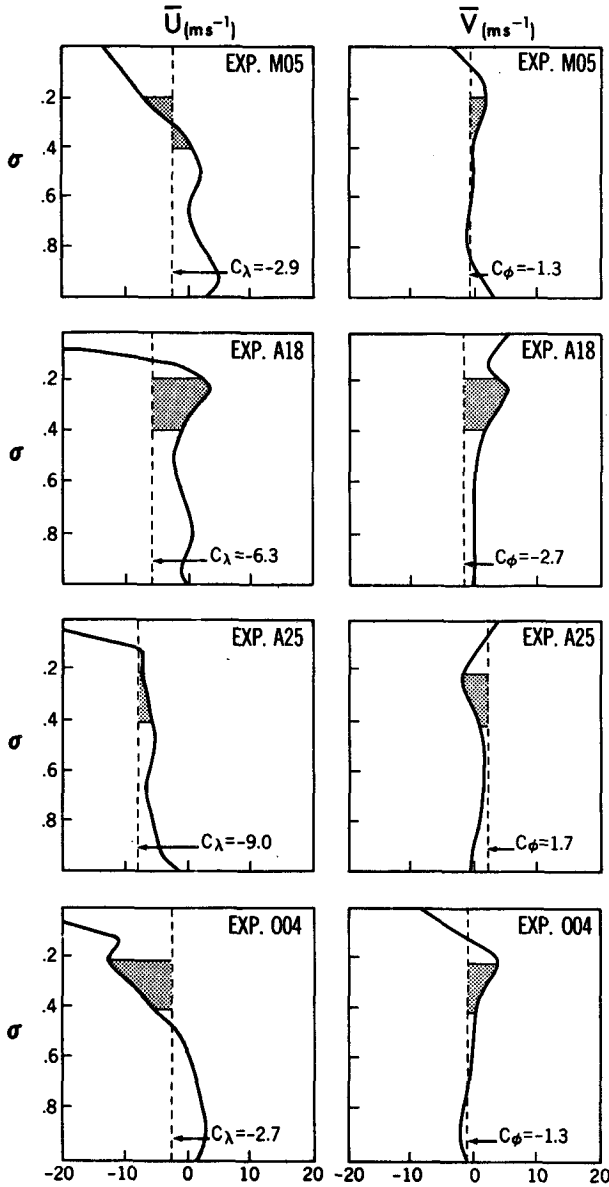 U̅(ms⁻¹) V̅(ms⁻¹)
EXP. M05 EXP. M05
.2
σ .4
.6
.8
Cλ=-2.9 Cϕ=-1.3
EXP. A18 EXP. A18
.2
σ .4
.6
.8
Cλ=-6.3 Cϕ=-2.7
EXP. A25 EXP. A25
.2
σ .4
.6
.8
Cλ=-9.0 Cϕ=1.7
EXP. 004 EXP. 004
.2
σ .4
.6
.8
Cλ=-2.7 Cϕ=-1.3
-20 -10 0 10 20 -20 -10 0 10 20